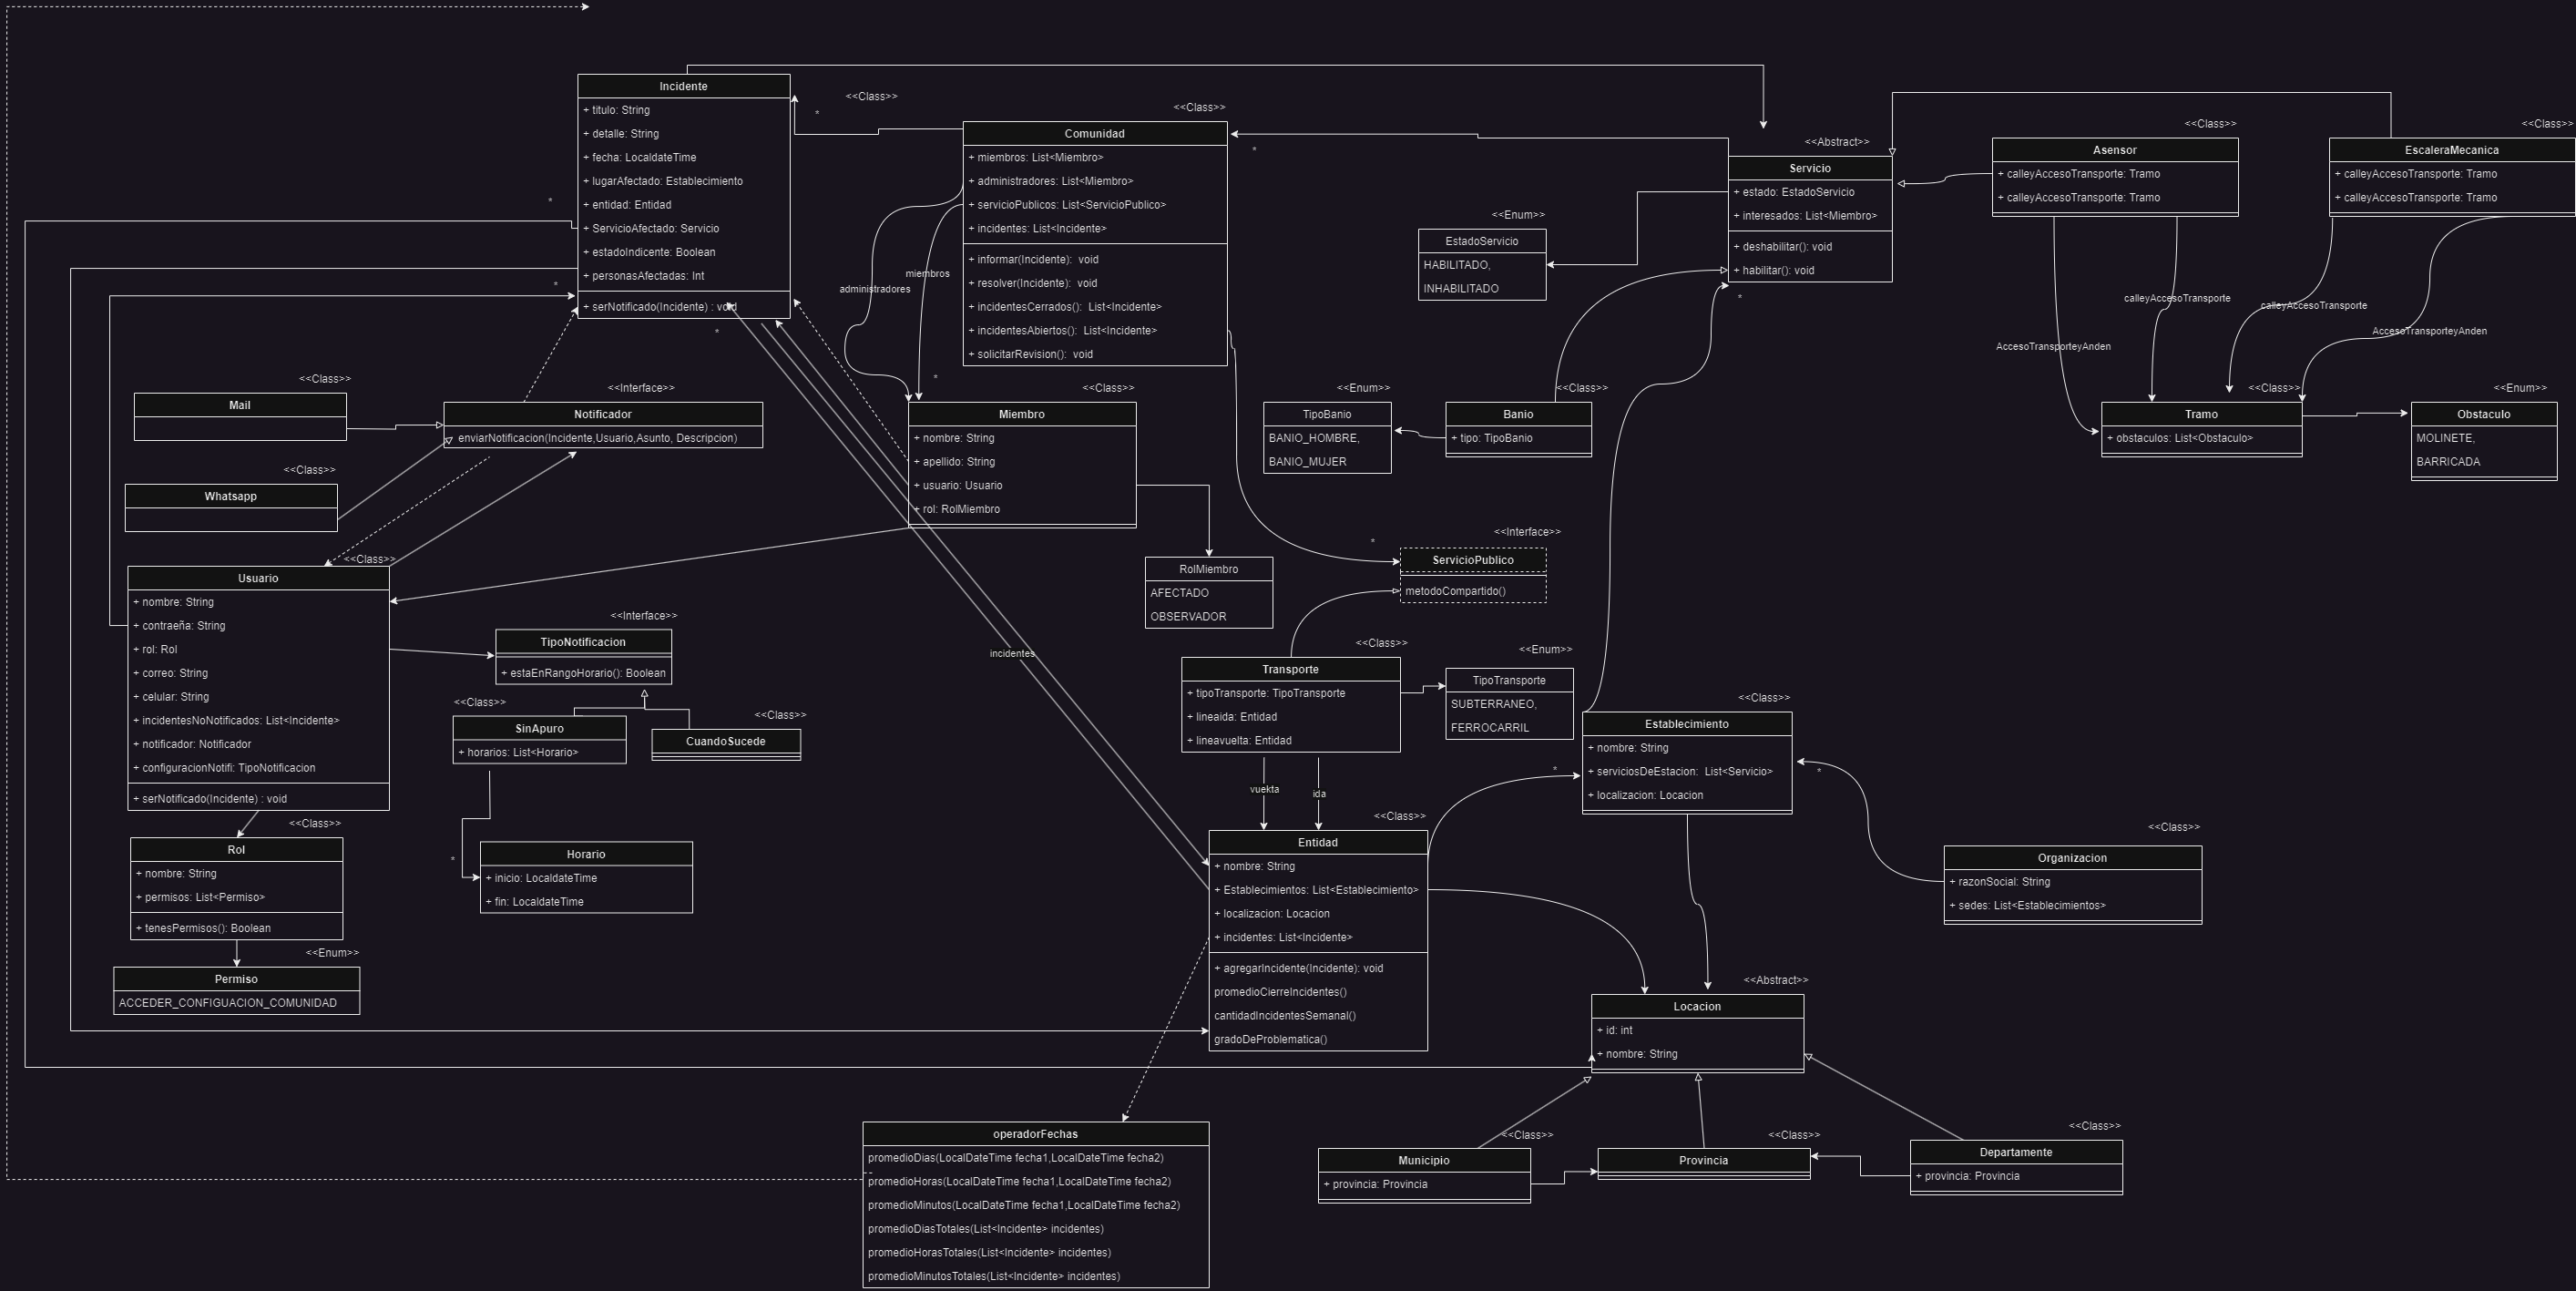 Incidente
+ titulo: String
+ detalle: String
+ fecha: LocaldateTime
+ lugarAfectado: Establecimiento
+ entidad: Entidad
+ ServicioAfectado: Servicio
+ estadoIndicente: Boolean
+ personasAfectadas: Int
+ serNotificado(Incidente) : void
*
*
*
*
<<Class>>
<<Class>>
Comunidad
+ miembros: List<Miembro>
+ administradores: List<Miembro>
+ servicioPublicos: List<ServicioPublico>
+ incidentes: List<Incidente>
+ informar(Incidente):  void
+ resolver(Incidente):  void
+ incidentesCerrados():  List<Incidente>
+ incidentesAbiertos():  List<Incidente>
+ solicitarRevision():  void
*
miembros
administradores
*
<<Abstract>>
Servicio
+ estado: EstadoServicio
+ interesados: List<Miembro>
+ deshabilitar(): void
+ habilitar(): void
*
<<Enum>>
EstadoServicio
HABILITADO,
INHABILITADO
<<Class>>
Asensor
+ calleyAccesoTransporte: Tramo
+ calleyAccesoTransporte: Tramo
<<Class>>
EscaleraMecanica
+ calleyAccesoTransporte: Tramo
+ calleyAccesoTransporte: Tramo
calleyAccesoTransporte
calleyAccesoTransporte
AccesoTransporteyAnden
AccesoTransporteyAnden
<<Class>>
Mail
<<Interface>>
Notificador
enviarNotificacion(Incidente,Usuario,Asunto, Descripcion)
<<Class>>
Whatsapp
<<Class>>
Miembro
+ nombre: String
+ apellido: String
+ usuario: Usuario
+ rol: RolMiembro
<<Enum>>
TipoBanio
BANIO_HOMBRE,
BANIO_MUJER
<<Class>>
Banio
+ tipo: TipoBanio
<<Class>>
Tramo
+ obstaculos: List<Obstaculo>
<<Enum>>
Obstaculo
MOLINETE,
BARRICADA
<<Class>>
Usuario
+ nombre: String
+ contraeña: String
+ rol: Rol
+ correo: String
+ celular: String
+ incidentesNoNotificados: List<Incidente>
+ notificador: Notificador
+ configuracionNotifi: TipoNotificacion
+ serNotificado(Incidente) : void
RolMiembro
AFECTADO
OBSERVADOR
*
<<Interface>>
ServicioPublico
metodoCompartido()
<<Interface>>
TipoNotificacion
+ estaEnRangoHorario(): Boolean
<<Class>>
SinApuro
+ horarios: List<Horario>
<<Class>>
CuandoSucede
*
Horario
+ inicio: LocaldateTime
+ fin: LocaldateTime
incidentes
<<Class>>
Transporte
+ tipoTransporte: TipoTransporte
+ lineaida: Entidad
+ lineavuelta: Entidad
<<Enum>>
TipoTransporte
SUBTERRANEO,
FERROCARRIL
vuekta
ida
<<Class>>
Establecimiento
+ nombre: String
+ serviciosDeEstacion:  List<Servicio>
+ localizacion: Locacion
*
*
<<Class>>
Rol
+ nombre: String
+ permisos: List<Permiso>
+ tenesPermisos(): Boolean
<<Enum>>
Permiso
ACCEDER_CONFIGUACION_COMUNIDAD
<<Class>>
Entidad
+ nombre: String
+ Establecimientos: List<Establecimiento>
+ localizacion: Locacion
+ incidentes: List<Incidente>
+ agregarIncidente(Incidente): void
promedioCierreIncidentes()
cantidadIncidentesSemanal()
gradoDeProblematica()
<<Class>>
Organizacion
+ razonSocial: String
+ sedes: List<Establecimientos>
<<Abstract>>
Locacion
+ id: int
+ nombre: String
operadorFechas
promedioDias(LocalDateTime fecha1,LocalDateTime fecha2)
promedioHoras(LocalDateTime fecha1,LocalDateTime fecha2)
promedioMinutos(LocalDateTime fecha1,LocalDateTime fecha2)
promedioDiasTotales(List<Incidente> incidentes)
promedioHorasTotales(List<Incidente> incidentes)
promedioMinutosTotales(List<Incidente> incidentes)
<<Class>>
Municipio
+ provincia: Provincia
<<Class>>
Provincia
<<Class>>
Departamente
+ provincia: Provincia